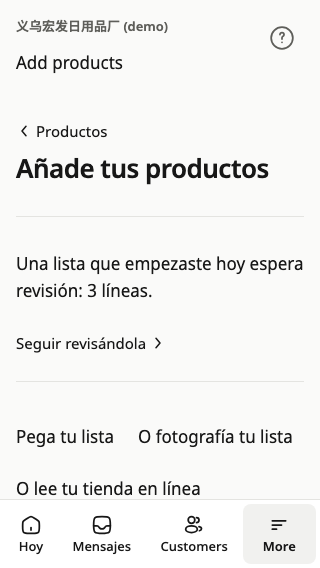 义乌宏发日用品厂 (demo)
Add products
Productos
Añade tus productos
Una lista que empezaste hoy espera
revisión: 3 líneas.
Seguir revisándola
Pega tu lista
O fotografía tu lista
O lee tu tienda en línea
Hoy
Mensajes
Customers
More